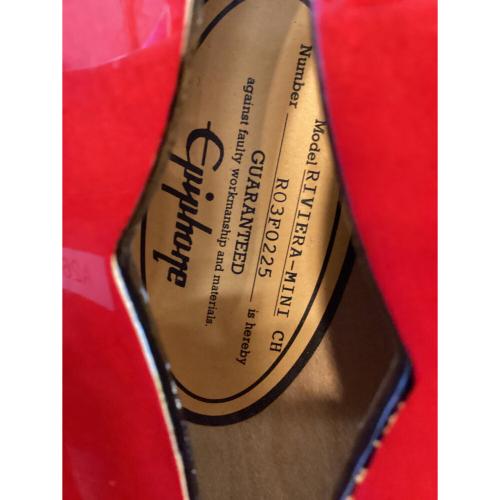 Model RIVIERA-MINI CH
Number R03F0225 is hereby
GUARANTEED
against faulty workmanship and materials.
Epiphone